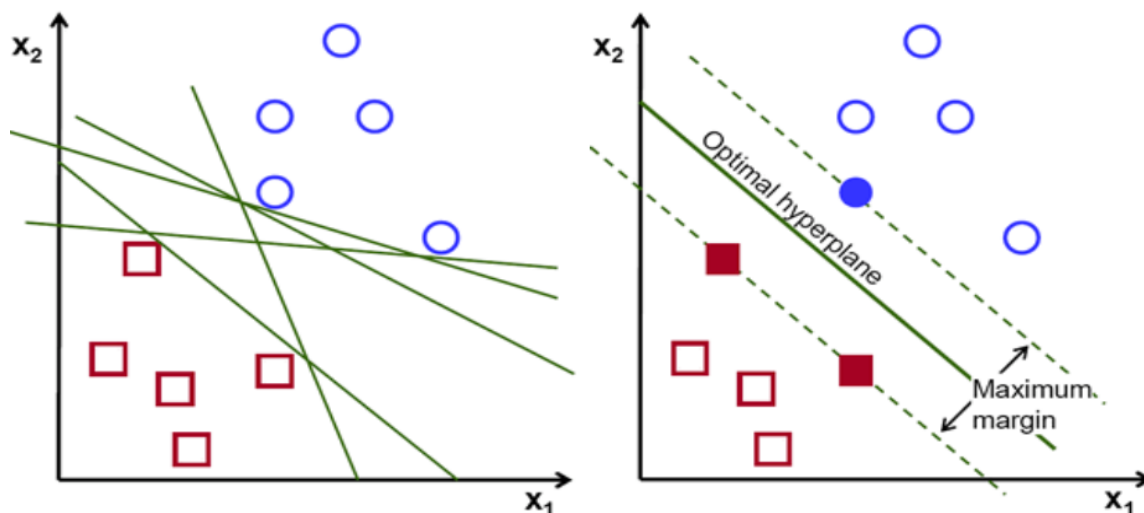 x₂
x₁
x₂
Optimal hyperplane
Maximum
margin
x₁